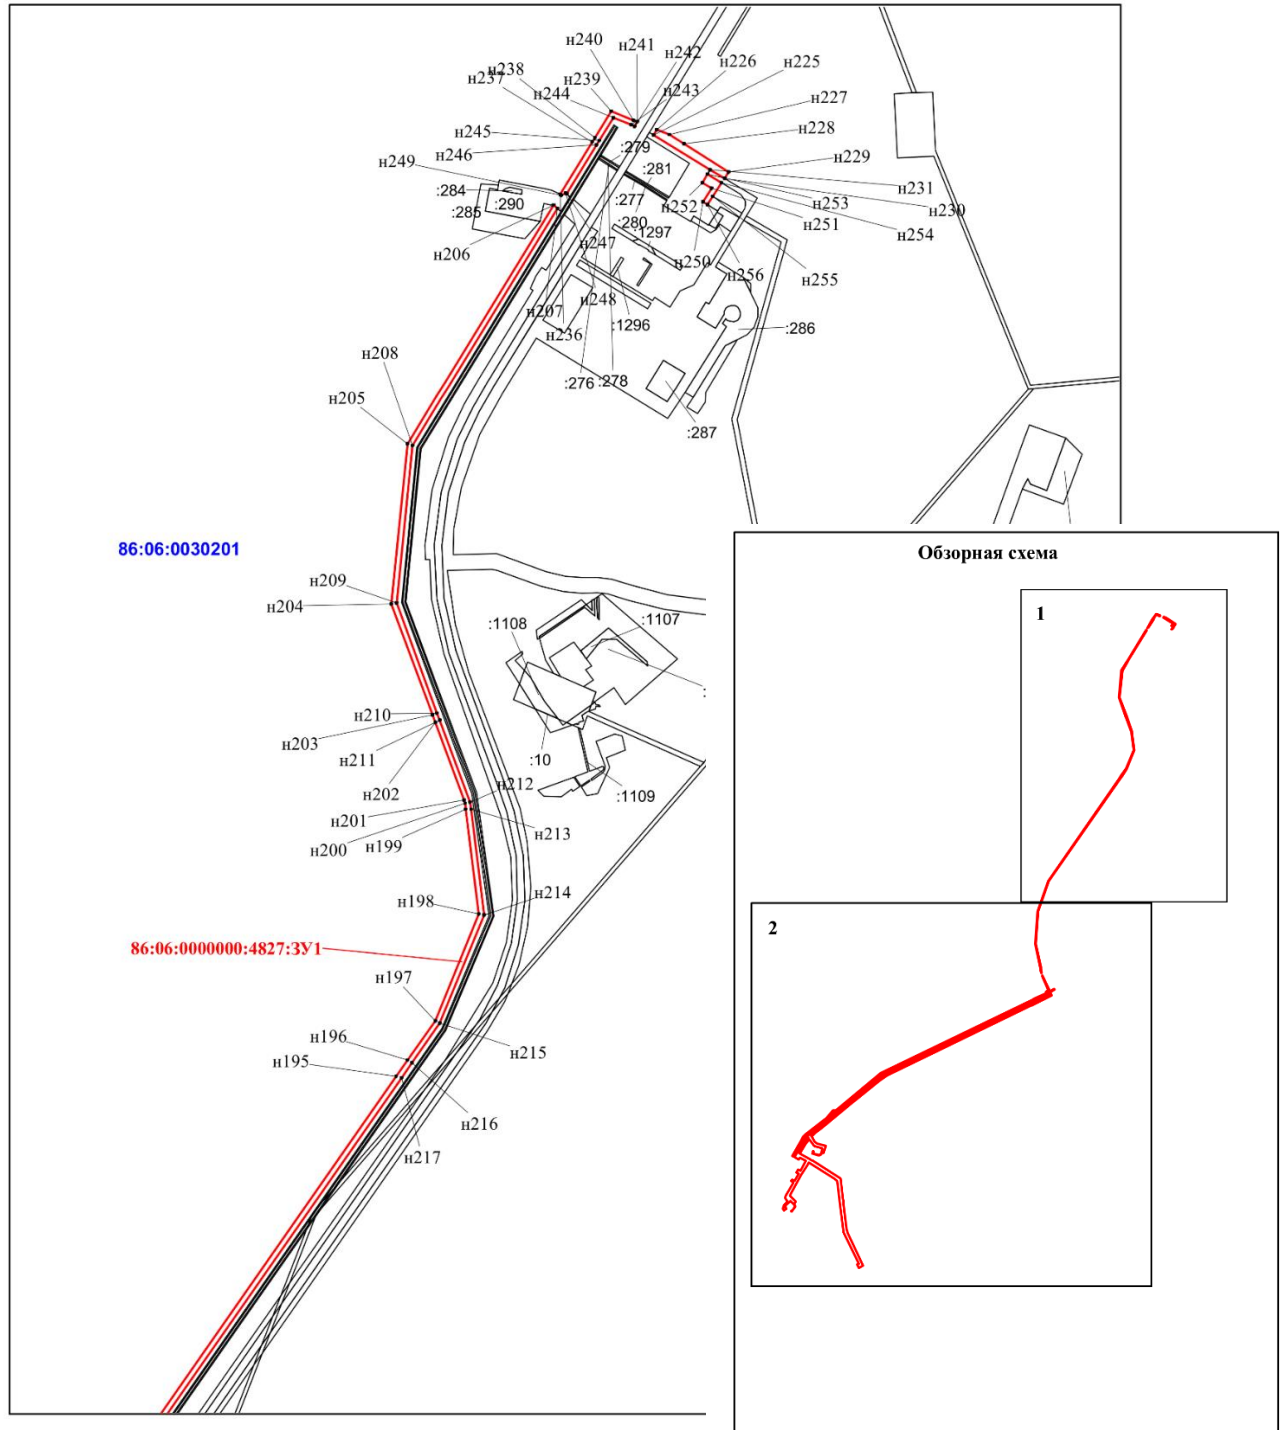 н240
н241
н242
н226
н225
н238
н239
н243
н237
н244
н227
н245
н228
н246
:279
н249
:281
н229
:284
:277
н231
:290
н252
н253
:285
:280
н230
н206
:1297
н251
н254
н247
н250
н255
н256
н248
н207
:1296
:286
н236
н208
:276
:278
н205
:287
86:06:0030201
Обзорная схема
н209
н204
1
:1108
:1107
:
н210
н203
н211
:10
н202
:1109
н212
н201
н213
н200
н199
н198
н214
2
86:06:0000000:4827:ЗУ1
н197
н196
н215
н195
н216
н217